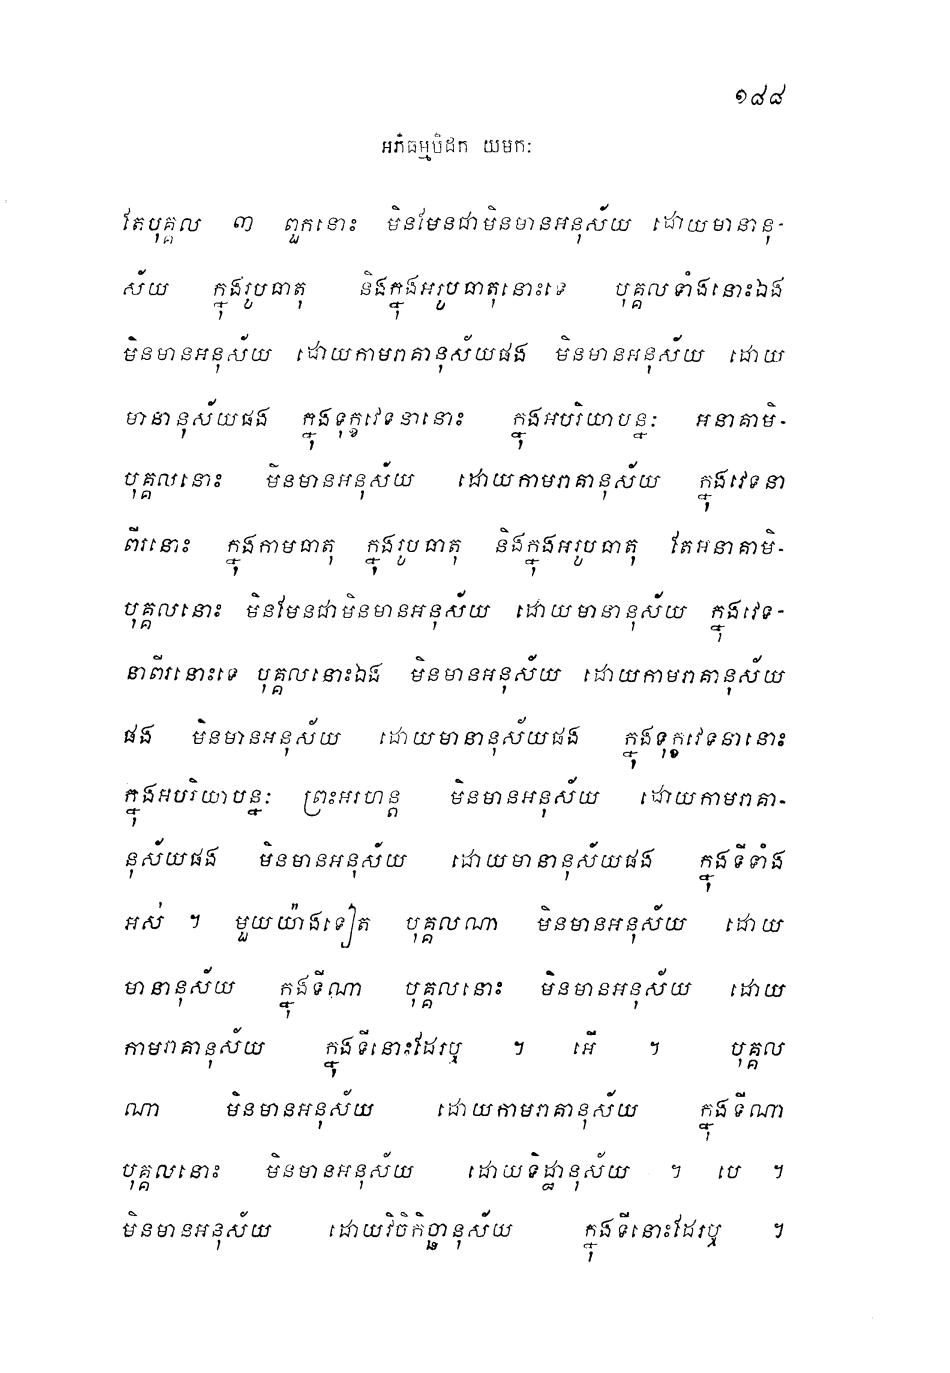 ១៨៨
អភិធម្មបិដក យមកៈ
តែបុគ្គល ៣ ពួកនោះ មិនមែនជាមិនមានអនុស័យ ដោយមានានុ-
ស័យ ក្នុងរូបធាតុ និងក្នុងអរូបធាតុនោះទេ បុគ្គលទាំងនោះឯង
មិនមានអនុស័យ ដោយកាមរាគានុស័យផង មិនមានអនុស័យ ដោយ
មានានុស័យផង ក្នុងទុក្ខវេទនានោះ ក្នុងអបរិយាបន្នៈ អនាគាមិ-
បុគ្គលនោះ មិនមានអនុស័យ ដោយកាមរាគានុស័យ ក្នុងវេទនា
ពីរនោះ ក្នុងកាមធាតុ ក្នុងរូបធាតុ និងក្នុងអរូបធាតុ តែអនាគាមិ-
បុគ្គលនោះ មិនមែនជាមិនមានអនុស័យ ដោយមានានុស័យ ក្នុងវេទ-
នាពីរនោះទេ បុគ្គលនោះឯង មិនមានអនុស័យ ដោយកាមរាគានុស័យ
ផង មិនមានអនុស័យ ដោយមានានុស័យផង ក្នុងទុក្ខវេទនានោះ
ក្នុងអបរិយាបន្នៈ ព្រះអរហន្ត មិនមានអនុស័យ ដោយកាមរាគា-
នុស័យផង មិនមានអនុស័យ ដោយមានានុស័យផង ក្នុងទីទាំង
អស់ ។ មួយយ៉ាងទៀត បុគ្គលណា មិនមានអនុស័យ ដោយ
មានានុស័យ ក្នុងទីណា បុគ្គលនោះ មិនមានអនុស័យ ដោយ
កាមរាគានុស័យ ក្នុងទីនោះដែរឬ ។ អើ ។ បុគ្គល
ណា មិនមានអនុស័យ ដោយកាមរាគានុស័យ ក្នុងទីណា
បុគ្គលនោះ មិនមានអនុស័យ ដោយទិដ្ឋានុស័យ ។ បេ ។
មិនមានអនុស័យ ដោយវិចិកិច្ឆានុស័យ ក្នុងទីនោះដែរឬ ។